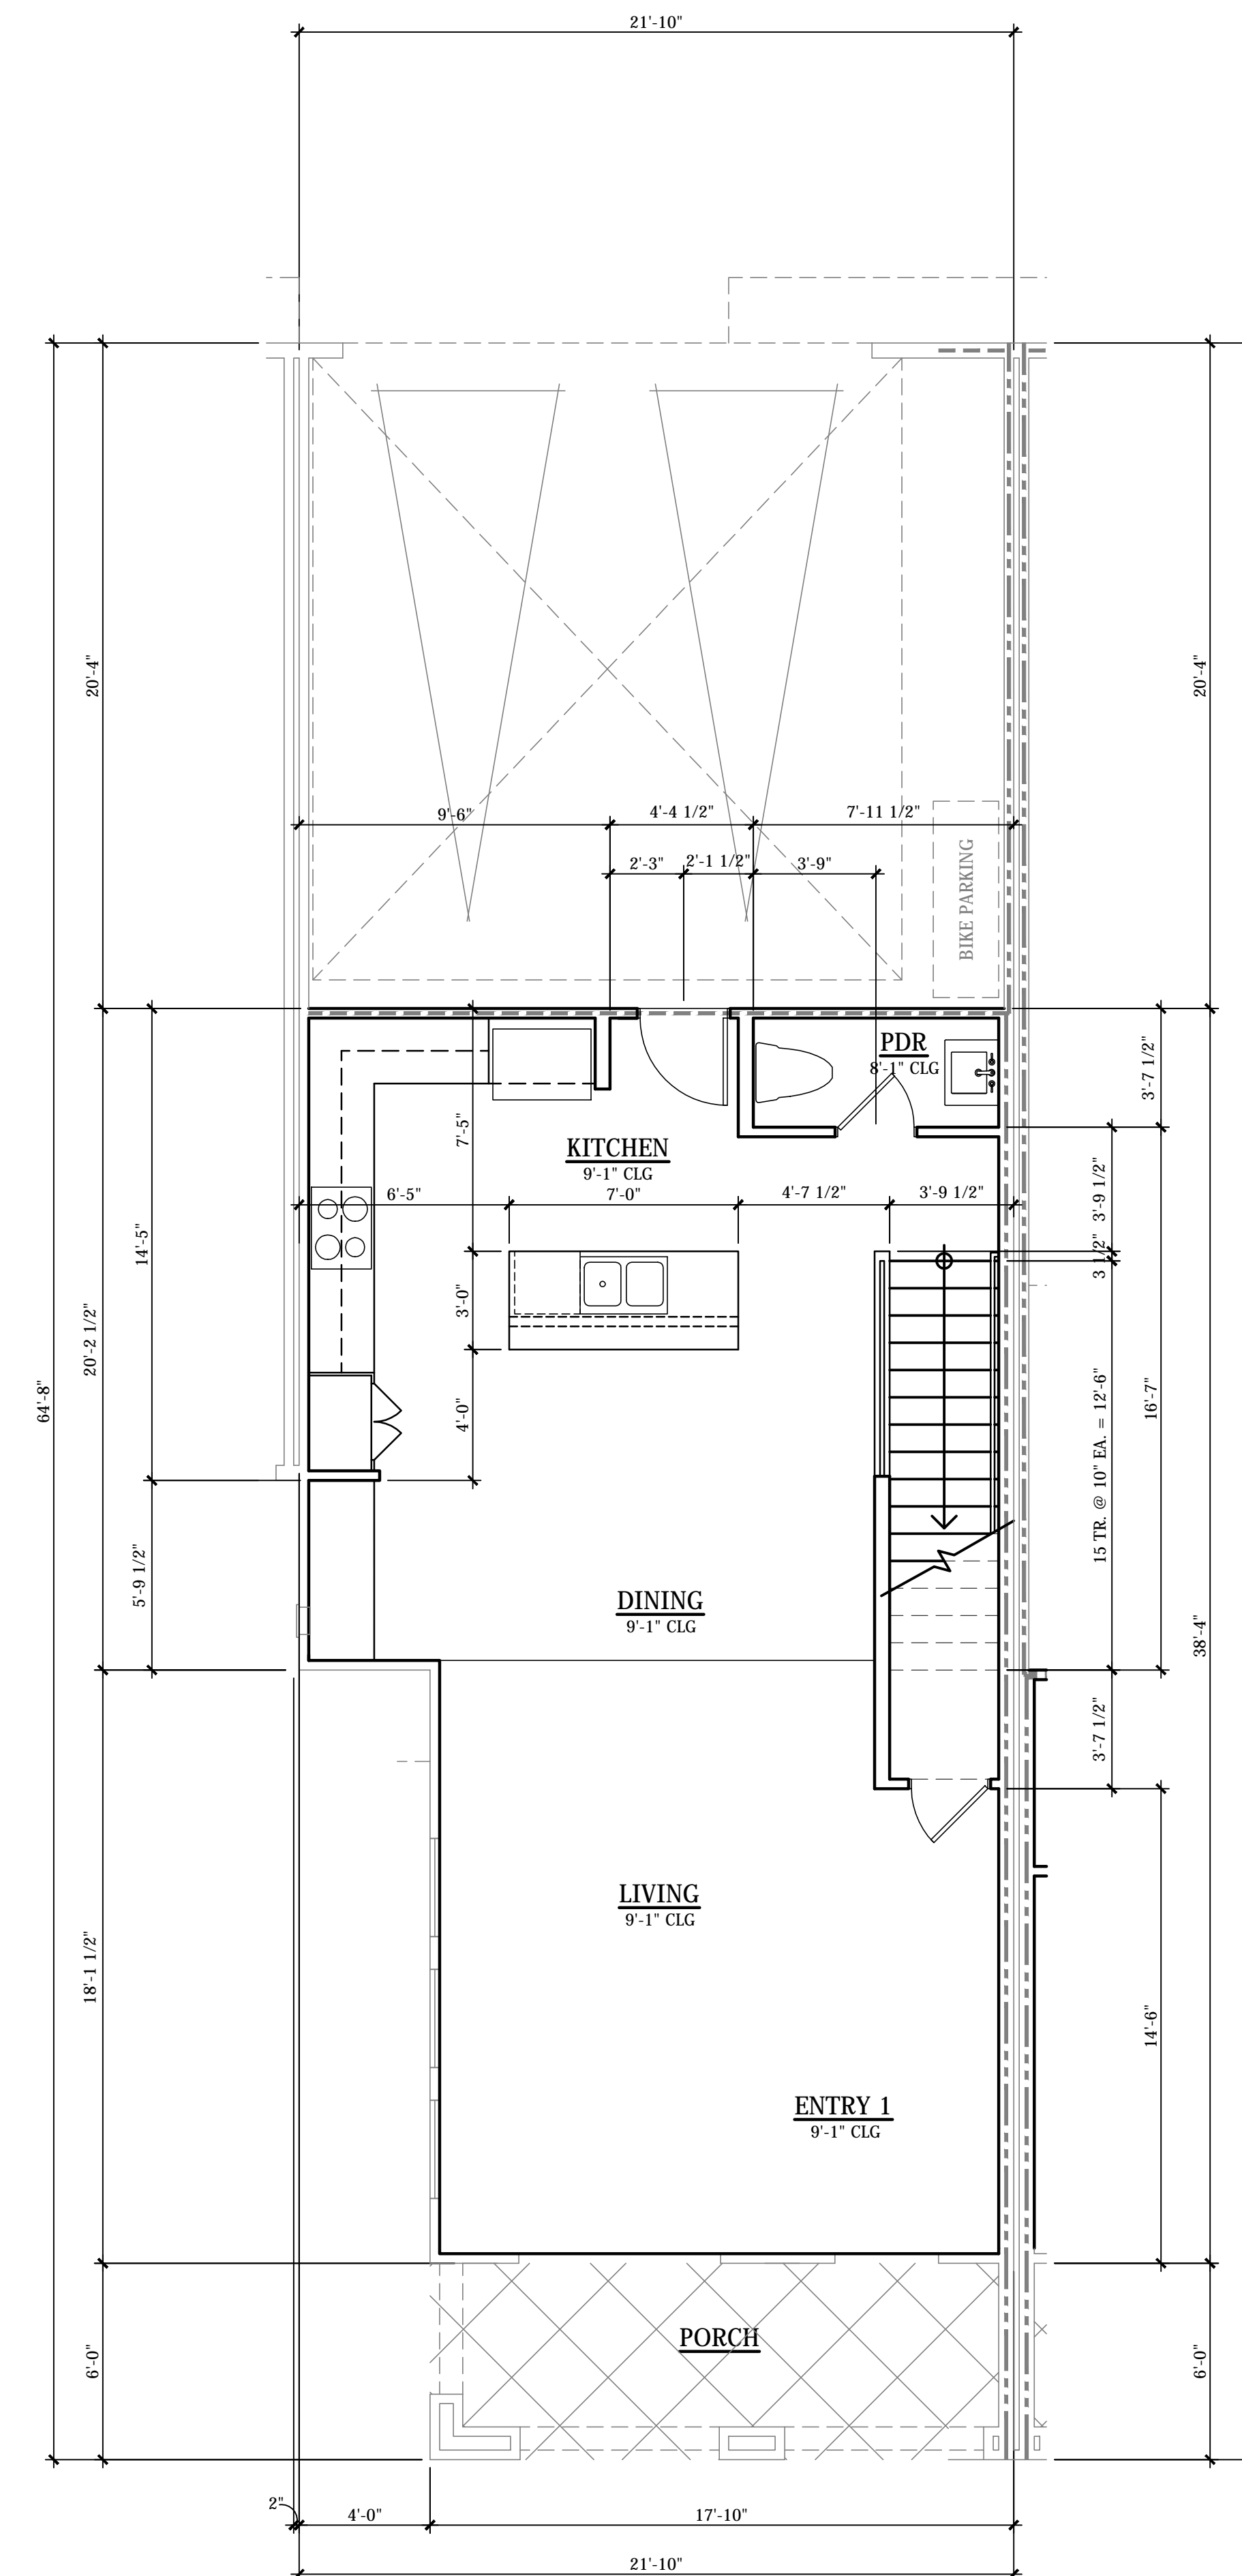 21'-10"
20'-4"
20'-4"
64'-8"
9'-6"
4'-4 1/2"
7'-11 1/2"
2'-3"
2'-1 1/2"
3'-9"
BIKE PARKING
PDR
8'-1" CLG
3'-7 1/2"
7'-5"
KITCHEN
9'-1" CLG
6'-5"
7'-0"
4'-7 1/2"
3'-9 1/2"
3'-9 1/2"
3 1/2"
14'-5"
20'-2 1/2"
3'-0"
4'-0"
15 TR. @ 10" EA. = 12'-6"
16'-7"
5'-9 1/2"
DINING
9'-1" CLG
38'-4"
3'-7 1/2"
LIVING
9'-1" CLG
18'-1 1/2"
14'-6"
ENTRY 1
9'-1" CLG
PORCH
6'-0"
6'-0"
2"
4'-0"
17'-10"
21'-10"